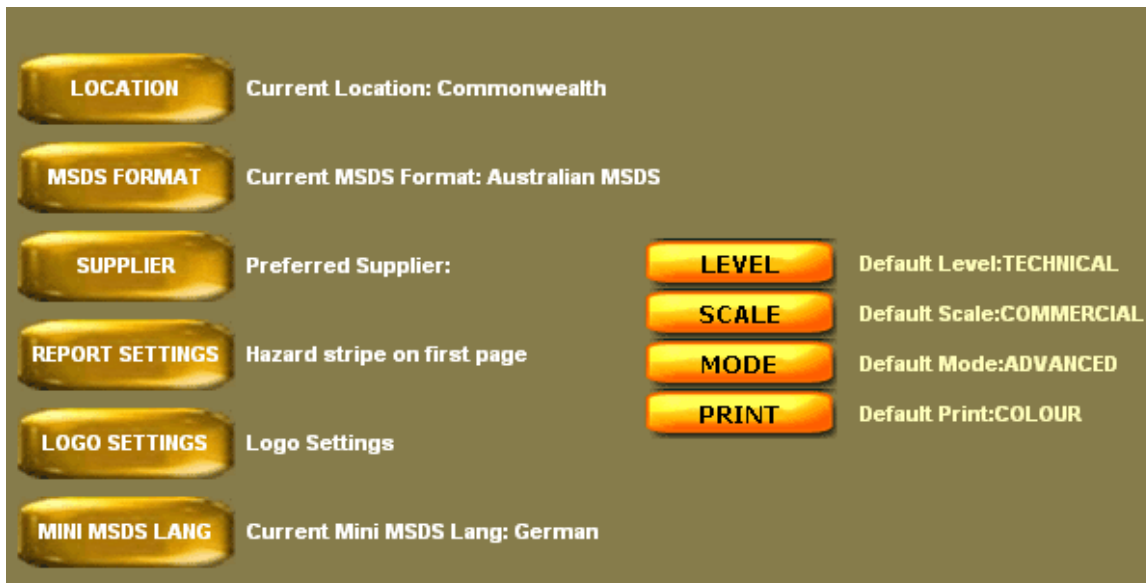 LOCATION Current Location: Commonwealth
MSDS FORMAT Current MSDS Format: Australian MSDS
SUPPLIER Preferred Supplier:
REPORT SETTINGS Hazard stripe on first page
LOGO SETTINGS Logo Settings
MINI MSDS LANG Current Mini MSDS Lang: German
LEVEL Default Level:TECHNICAL
SCALE Default Scale:COMMERCIAL
MODE Default Mode:ADVANCED
PRINT Default Print:COLOUR